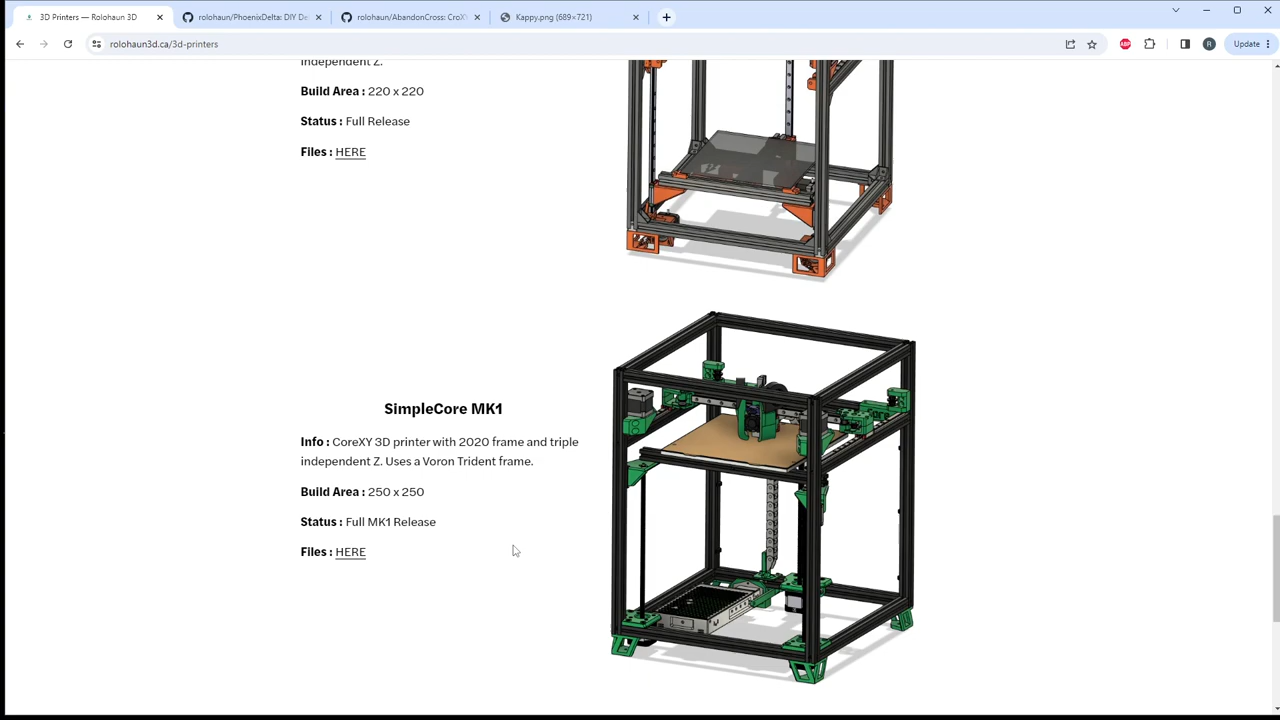 3D Printers — Rolohaun 3D
rolohaun/PhoenixDelta: DIY De
rolohaun/AbandonCross: CroX
Kappy.png (689×721)
rolohaun3d.ca/3d-printers
ABP
R
Update
independent Z.
Build Area : 220 x 220
Status : Full Release
Files : HERE
SimpleCore MK1
Info : CoreXY 3D printer with 2020 frame and triple
independent Z. Uses a Voron Trident frame.
Build Area : 250 x 250
Status : Full MK1 Release
Files : HERE